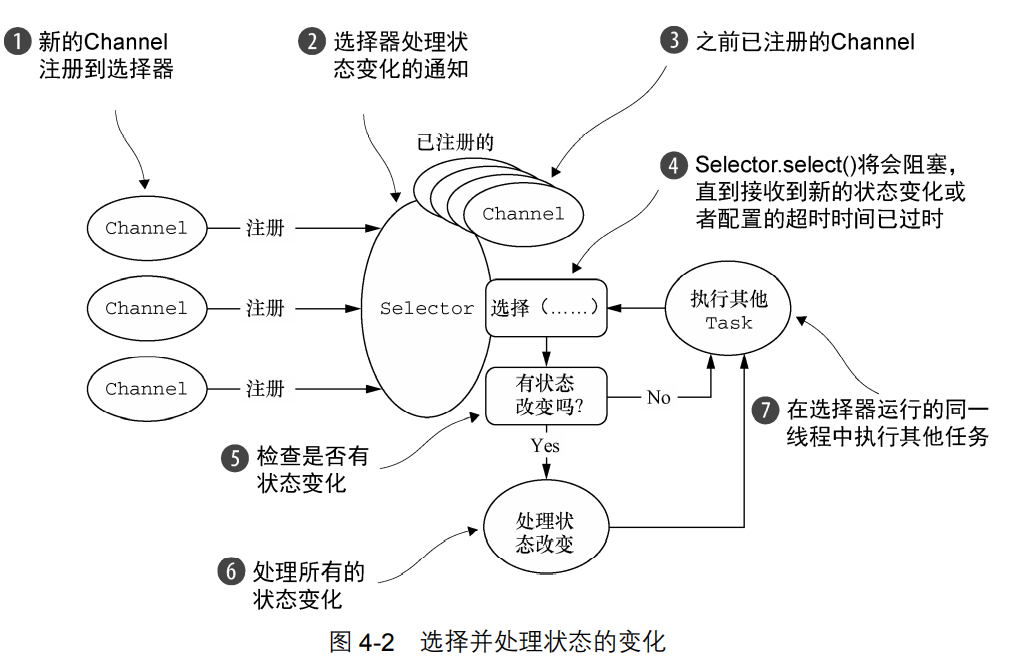 1 新的Channel
注册到选择器
2 选择器处理状
态变化的通知
3 之前已注册的Channel
已注册的
Channel
4 Selector.select()将会阻塞，
直到接收到新的状态变化或
者配置的超时时间已过时
Channel
注册
Channel
注册
Channel
注册
Selector
选择（……）
执行其他
Task
有状态
改变吗？
No
Yes
5 检查是否有
状态变化
7 在选择器运行的同一
线程中执行其他任务
处理状
态改变
6 处理所有的
状态变化
图 4-2 选择并处理状态的变化